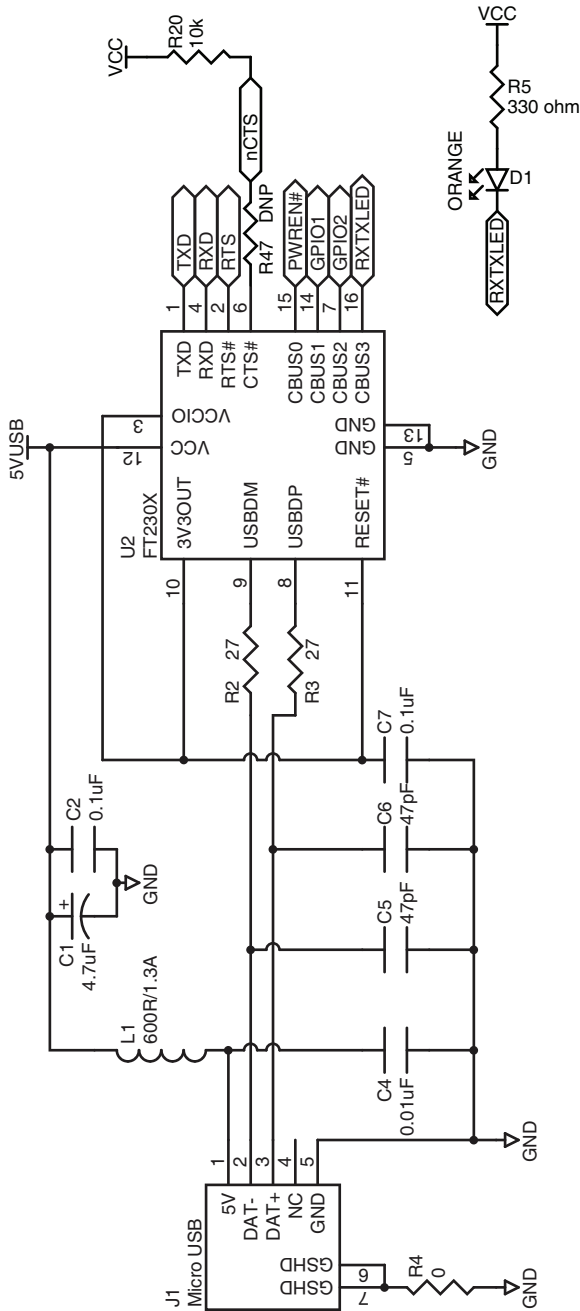 J1
Micro USB
5V
DAT-
DAT+
NC
GND
1
2
3
4
5
GSHD
GSHD
7
6
R4
0
GND
L1
600R/1.3A
C4
0.01uF
GND
C1
+
4.7uF
C2
0.1uF
GND
C5
47pF
C6
47pF
C7
0.1uF
R2
27
R3
27
5VUSB
U2
FT230X
10
9
8
11
3V3OUT
USBDM
USBDP
RESET#
12
3
VCC
VCCIO
TXD
RXD
RTS#
CTS#
CBUS0
CBUS1
CBUS2
CBUS3
GND
GND
5
13
GND
1
4
2
6
15
14
7
16
TXD
RXD
RTS
R47
DNP
nCTS
R20
10k
VCC
PWREN#
GPIO1
GPIO2
RXTXLED
RXTXLED
ORANGE
D1
R5
330 ohm
VCC